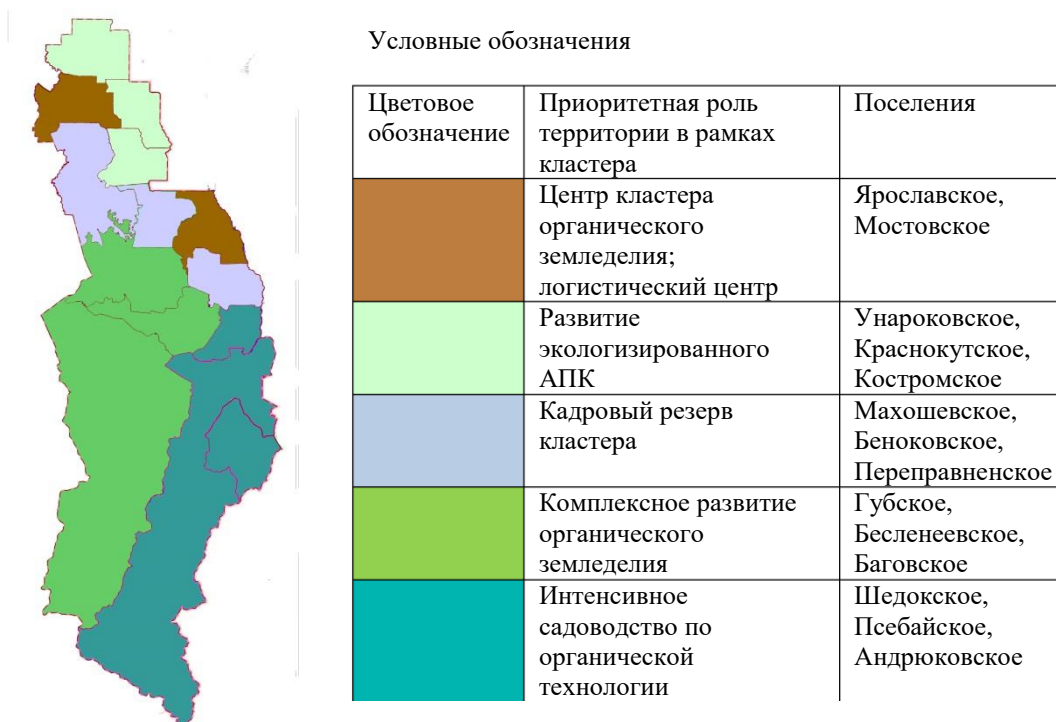 Условные обозначения
Цветовое
обозначение
Приоритетная роль
территории в рамках
кластера
Поселения
Центр кластера
органического
земледелия;
логистический центр
Ярославское,
Мостовское
Развитие
экологизированного
АПК
Унароковское,
Краснокутское,
Костромское
Кадровый резерв
кластера
Махошевское,
Беноковское,
Переправненское
Комплексное развитие
органического
земледелия
Губское,
Бесленеевское,
Баговское
Интенсивное
садоводство по
органической
технологии
Шедокское,
Псебайское,
Андрюковское